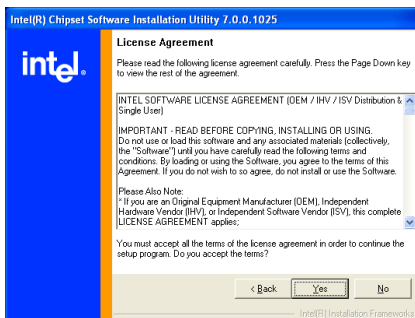 Intel(R) Chipset Software Installation Utility 7.0.0.1025
intel.
License Agreement
Please read the following license agreement carefully. Press the Page Down key
to view the rest of the agreement.
INTEL SOFTWARE LICENSE AGREEMENT (OEM / IHV / ISV Distribution &
Single User)
IMPORTANT - READ BEFORE COPYING, INSTALLING OR USING.
Do not use or load this software and any associated materials (collectively,
the "Software") until you have carefully read the following terms and
conditions. By loading or using the Software, you agree to the terms of this
Agreement. If you do not wish to so agree, do not install or use the Software.
Please Also Note:
* If you are an Original Equipment Manufacturer (OEM), Independent
Hardware Vendor (IHV), or Independent Software Vendor (ISV), this complete
LICENSE AGREEMENT applies;
You must accept all the terms of the license agreement in order to continue the
setup program. Do you accept the terms?
< Back Yes No
Intel(R) Installation Frameworks